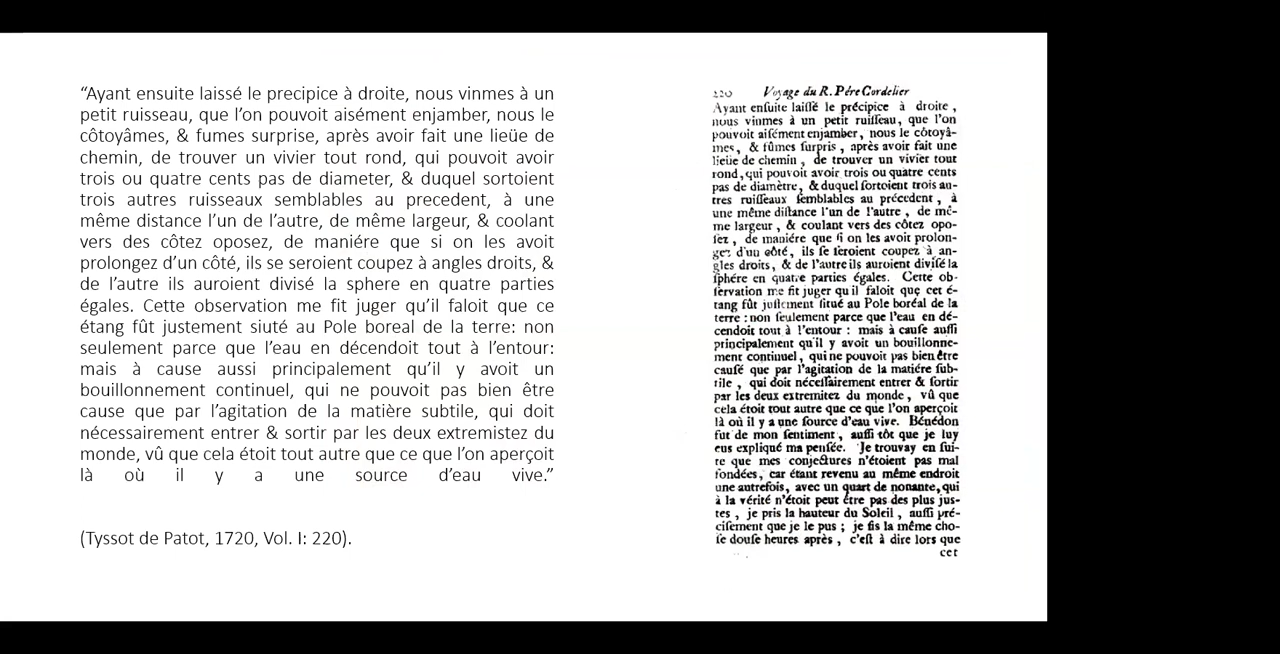 “Ayant ensuite laissé le precipice à droite, nous vinmes à un
petit ruisseau, que l’on pouvoit aisément enjamber, nous le
côtoyâmes, & fumes surprise, après avoir fait une lieüe de
chemin, de trouver un vivier tout rond, qui pouvoit avoir
trois ou quatre cents pas de diameter, & duquel sortoient
trois autres ruisseaux semblables au precedent, à une
même distance l’un de l’autre, de même largeur, & coolant
vers des côtez oposez, de maniére que si on les avoit
prolongez d’un côté, ils se seroient coupez à angles droits, &
de l’autre ils auroient divisé la sphere en quatre parties
égales. Cette observation me fit juger qu’il faloit que ce
étang fût justement siuté au Pole boreal de la terre: non
seulement parce que l’eau en décendoit tout à l’entour:
mais à cause aussi principalement qu’il y avoit un
bouillonnement continuel, qui ne pouvoit pas bien être
cause que par l’agitation de la matière subtile, qui doit
nécessairement entrer & sortir par les deux extremistez du
monde, vû que cela étoit tout autre que ce que l’on aperçoit
là où il y a une source d’eau vive.”
(Tyssot de Patot, 1720, Vol. I: 220).
220 Voyage du R. Pére Cordelier
Ayant enſuite laiſſé le précipice à droite,
nous vinmes à un petit ruiſſeau, que l'on
pouvoit aiſément enjamber, nous le côtoyâ-
mes, & fûmes ſurpris, après avoir fait une
lieüe de chemin, de trouver un vivier tout
rond, qui pouvoit avoir trois ou quatre cents
pas de diamètre, & duquel ſortoient trois au-
tres ruiſſeaux ſemblables au précedent, à
une même diſtance l'un de l'autre, de mê-
me largeur, & coulant vers des côtez opo-
ſez, de maniére que ſi on les avoit prolon-
gez d'un côté, ils ſe ſeroient coupez à an-
gles droits, & de l'autre ils auroient diviſé la
ſphére en quatre parties égales. Cette ob-
ſervation me fit juger qu'il faloit que cet é-
tang fût juſtement ſitué au Pole boréal de la
terre : non ſeulement parce que l'eau en dé-
cendoit tout à l'entour : mais à cauſe auſſi
principalement qu'il y avoit un bouillonne-
ment continuel, qui ne pouvoit pas bien être
cauſé que par l'agitation de la matiére ſub-
tile, qui doit néceſſairement entrer & ſortir
par les deux extremitez du monde, vû que
cela étoit tout autre que ce que l'on aperçoit
là où il y a une ſource d'eau vive. Bénédon
fut de mon ſentiment, auſſi tôt que je luy
eus expliqué ma penſée. Je trouvay en ſui-
te que mes conjectures n'étoient pas mal
fondées, car étant revenu au même endroit
une autrefois, avec un quart de nonante, qui
à la vérité n'étoit peut être pas des plus juſ-
tes, je pris la hauteur du Soleil, auſſi pré-
ciſement que je le pus ; je fis la même cho-
ſe douſe heures après, c'eſt à dire lors que
cet